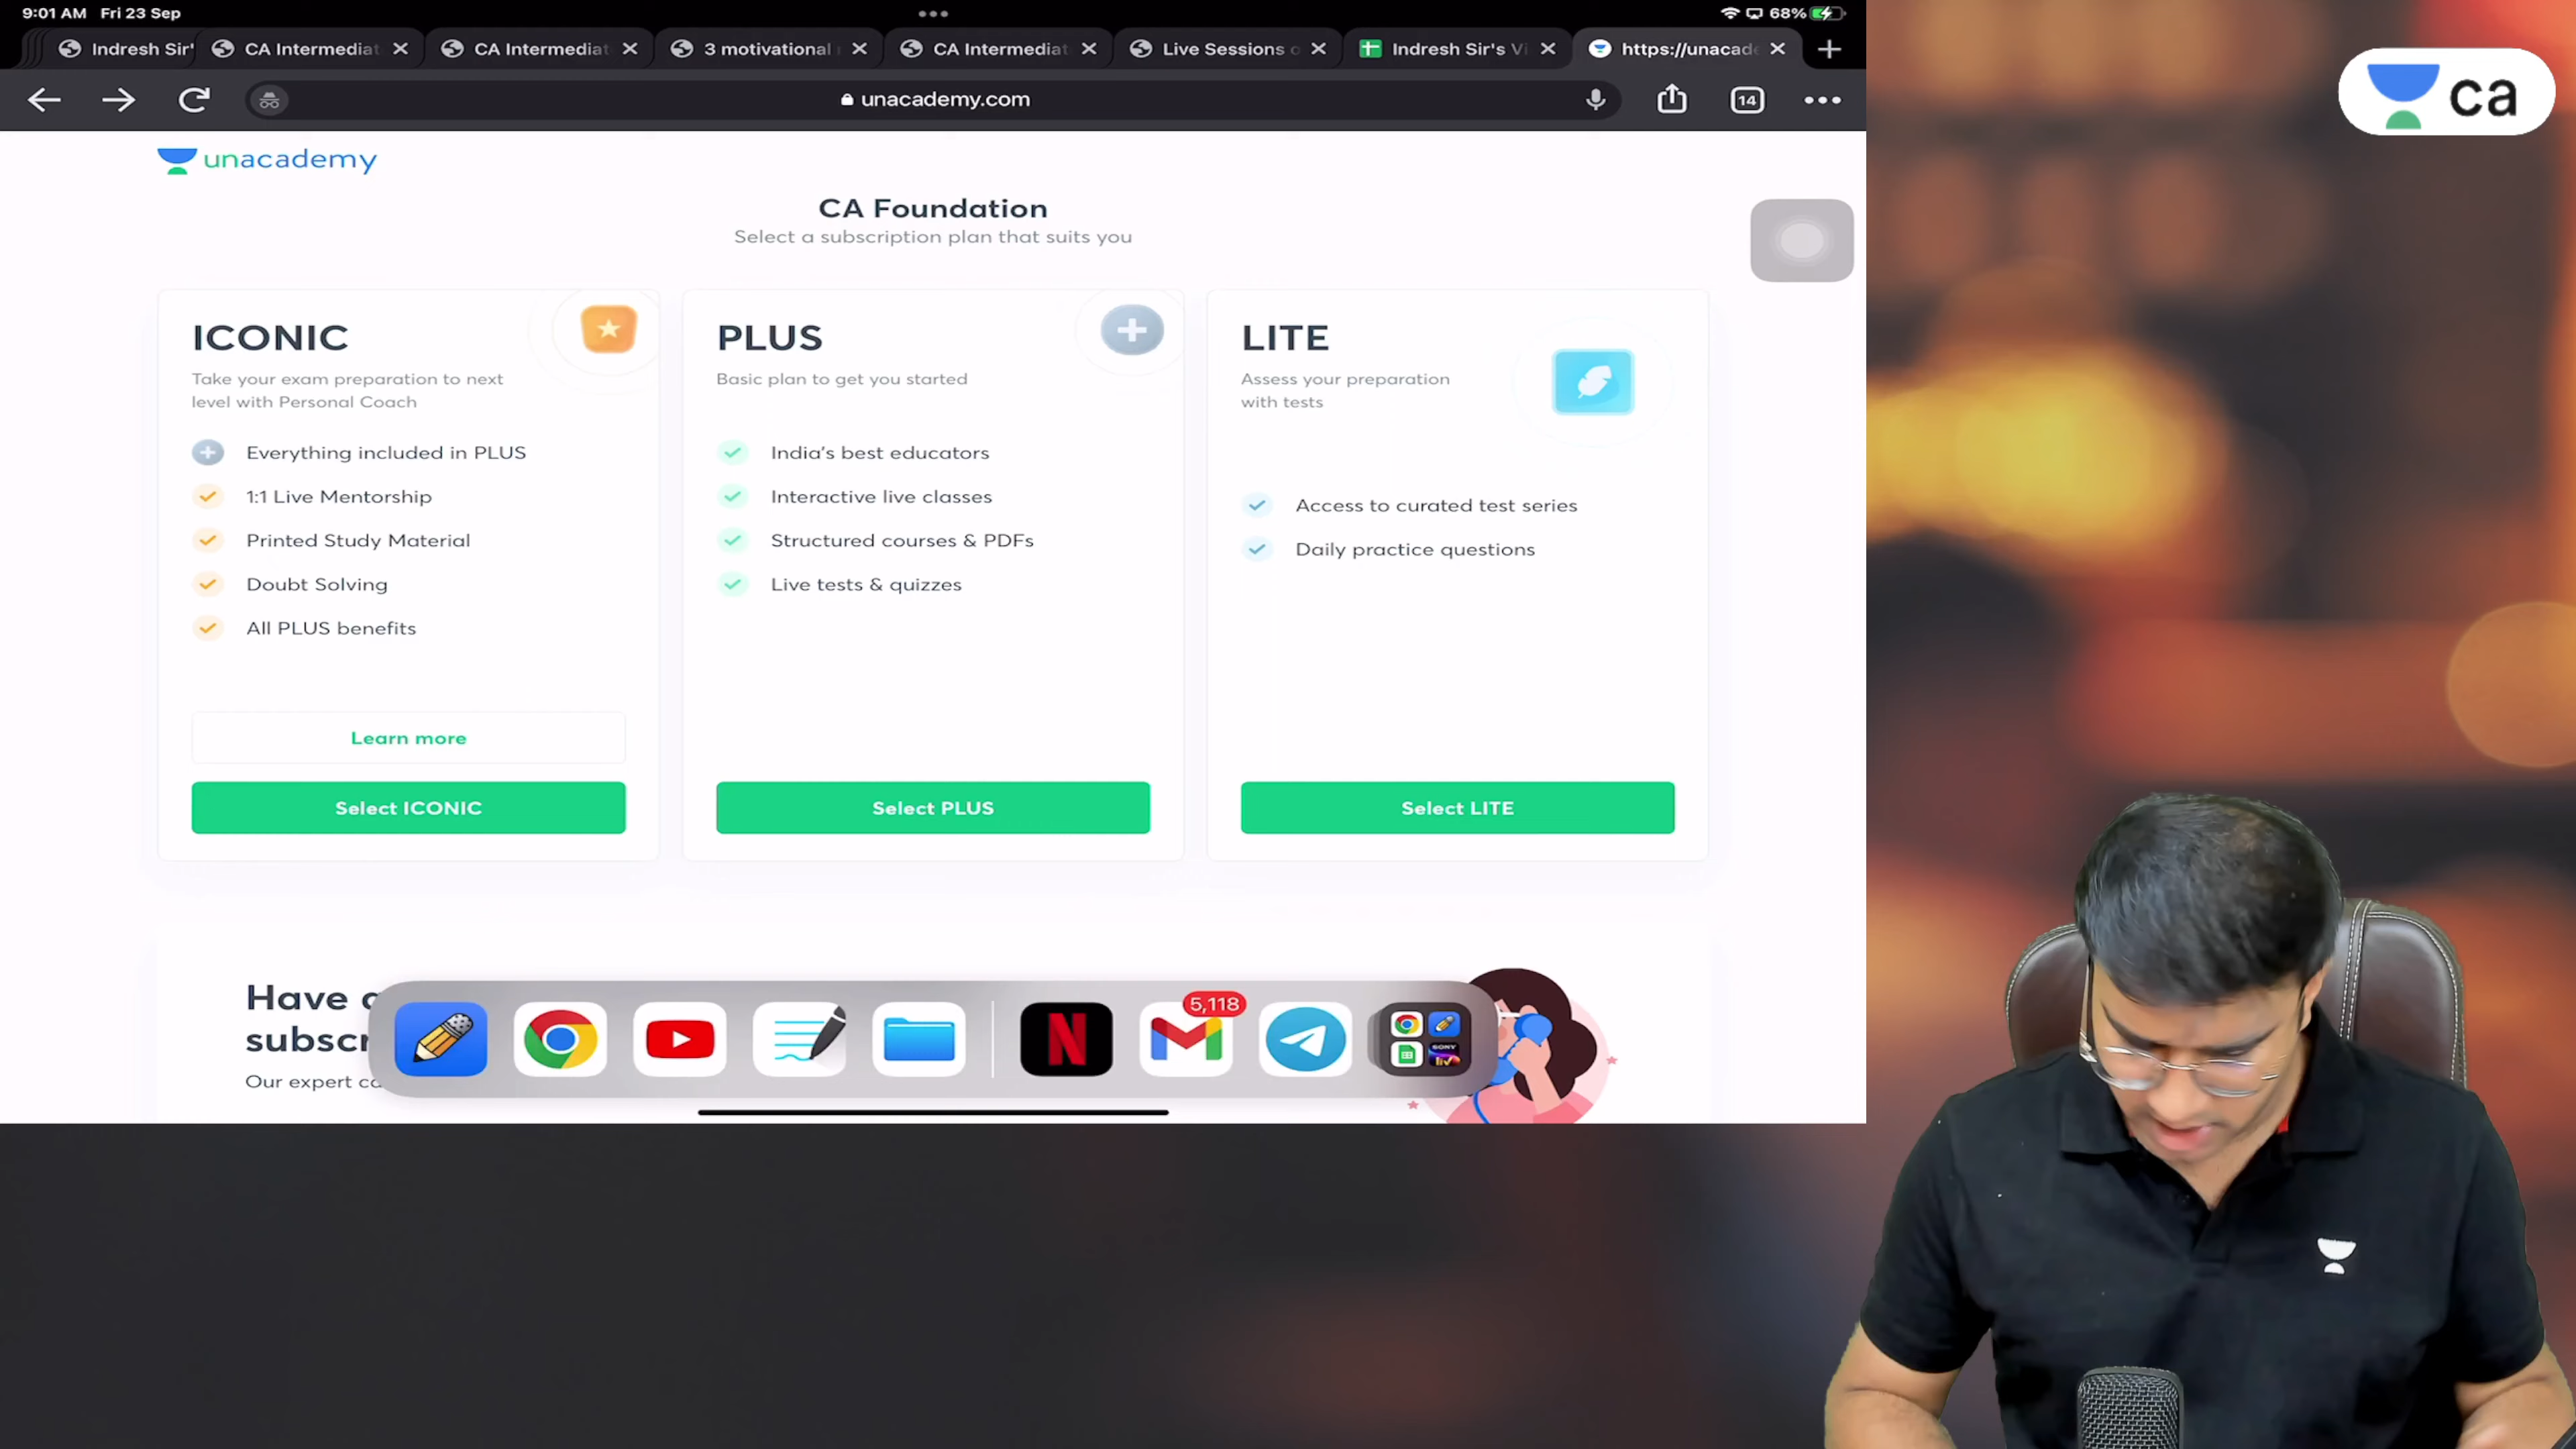 9:01 AM Fri 23 Sep
68%
Indresh Sir'
CA Intermediat
CA Intermediat
3 motivational
CA Intermediat
Live Sessions o
Indresh Sir's Vi
https://unacade
unacademy.com
14
ca
unacademy
CA Foundation
Select a subscription plan that suits you
ICONIC
Take your exam preparation to next
level with Personal Coach
Everything included in PLUS
1:1 Live Mentorship
Printed Study Material
Doubt Solving
All PLUS benefits
Learn more
Select ICONIC
PLUS
Basic plan to get you started
India's best educators
Interactive live classes
Structured courses & PDFs
Live tests & quizzes
Select PLUS
LITE
Assess your preparation
with tests
Access to curated test series
Daily practice questions
Select LITE
Have
subscr
Our expert
N
5,118
SONY
liv